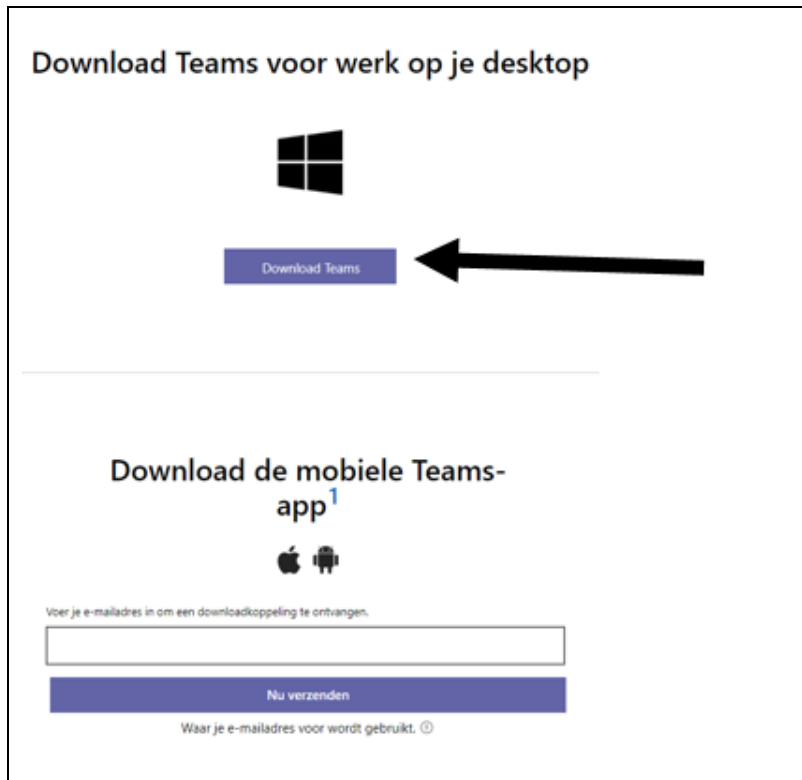 Download Teams voor werk op je desktop
Download Teams
Download de mobiele Teams-
app1
Voer je e-mailadres in om een downloadkoppeling te ontvangen.
Nu verzenden
Waar je e-mailadres voor wordt gebruikt.